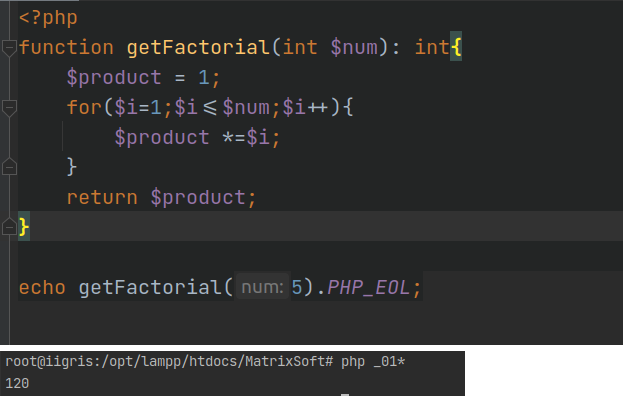 <?php
function getFactorial(int $num): int{
    $product = 1;
    for($i=1;$i<=$num;$i++){
        $product *=$i;
    }
    return $product;
}
echo getFactorial( num: 5).PHP_EOL;
root@iigris:/opt/lampp/htdocs/MatrixSoft# php _01*
120